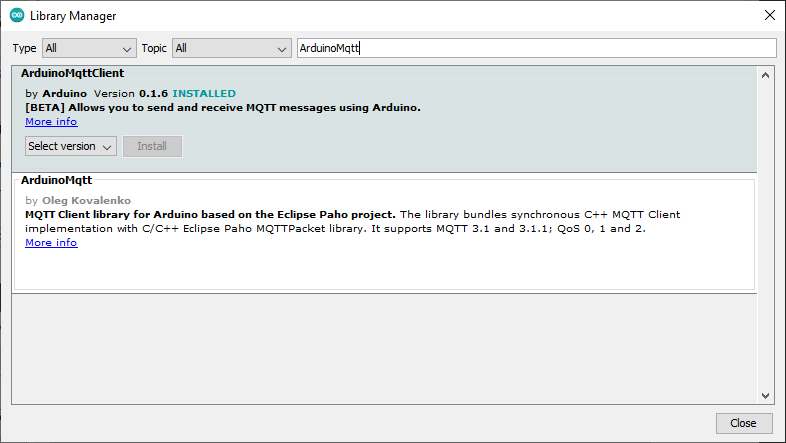 Library Manager
Type All Topic All ArduinoMqtt
ArduinoMqttClient
by Arduino Version 0.1.6 INSTALLED
[BETA] Allows you to send and receive MQTT messages using Arduino.
More info
Select version Install
ArduinoMqtt
by Oleg Kovalenko
MQTT Client library for Arduino based on the Eclipse Paho project. The library bundles synchronous C++ MQTT Client
implementation with C/C++ Eclipse Paho MQTTPacket library. It supports MQTT 3.1 and 3.1.1; QoS 0, 1 and 2.
More info
Close